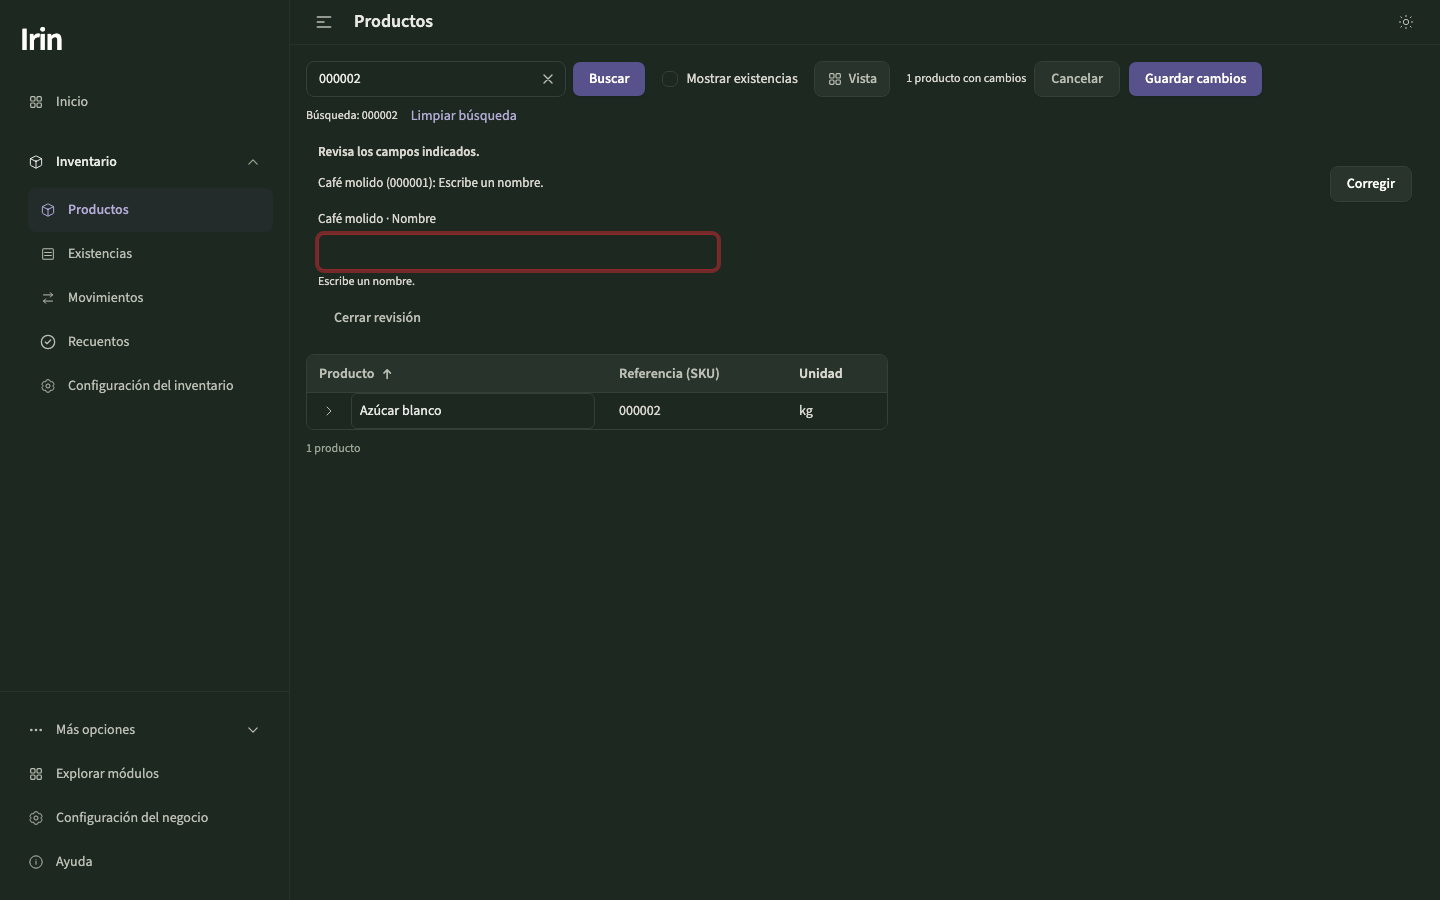 Irin
Productos
Inicio
Inventario
Productos
Existencias
Movimientos
Recuentos
Configuración del inventario
Más opciones
Explorar módulos
Configuración del negocio
Ayuda
000002
Buscar
Mostrar existencias
Vista
1 producto con cambios
Cancelar
Guardar cambios
Búsqueda: 000002 Limpiar búsqueda
Revisa los campos indicados.
Café molido (000001): Escribe un nombre.
Corregir
Café molido · Nombre
Escribe un nombre.
Cerrar revisión
Producto ↑ Referencia (SKU) Unidad
Azúcar blanco 000002 kg
1 producto